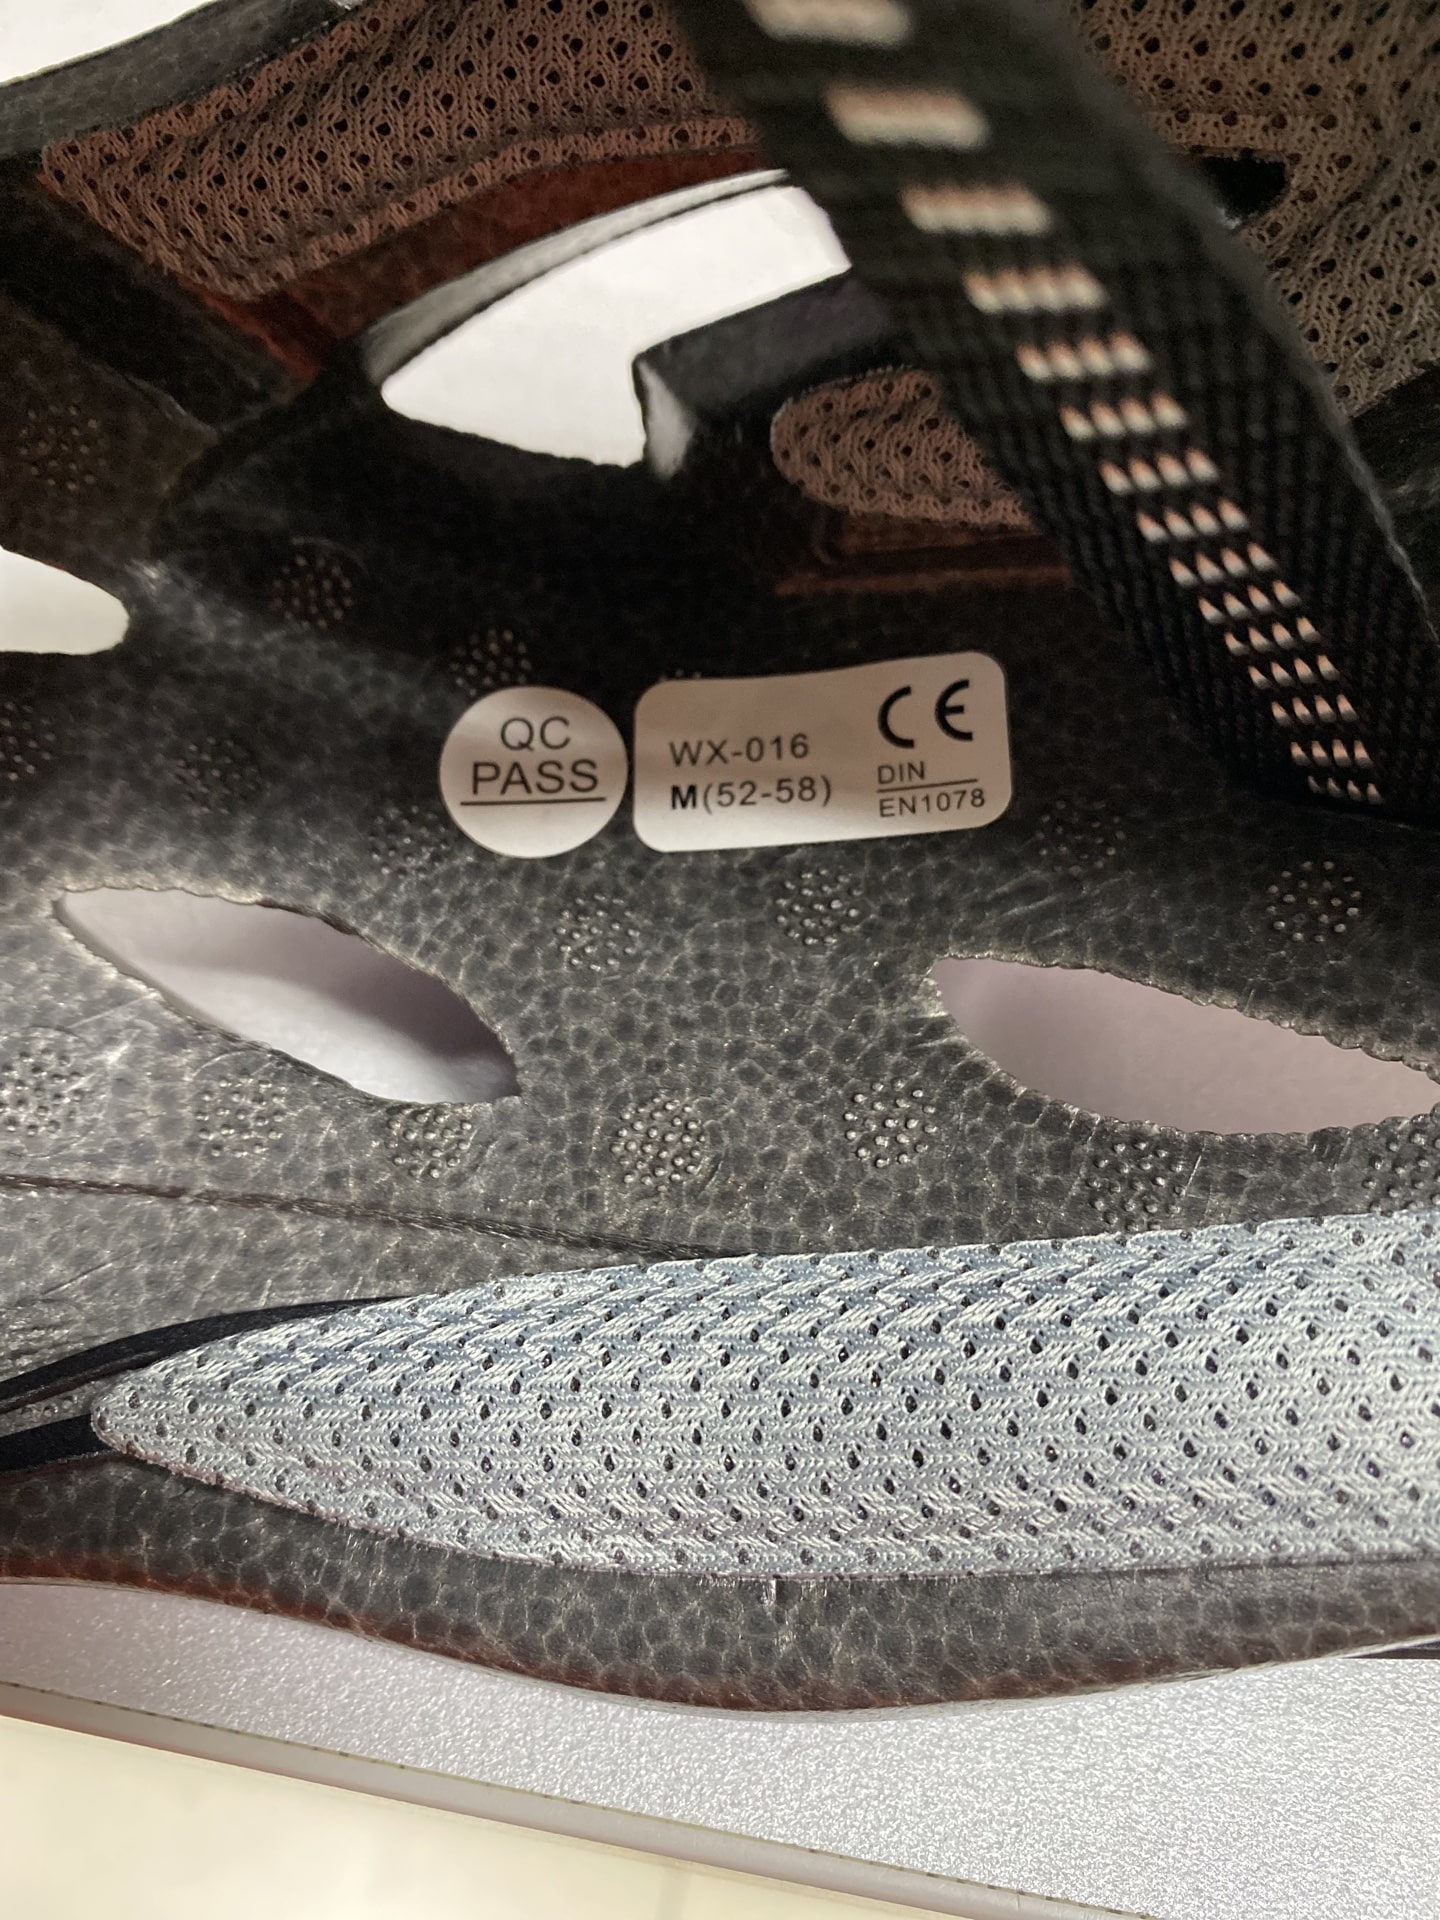 QC
PASS
WX-016
M(52-58)
CE
DIN
EN1078